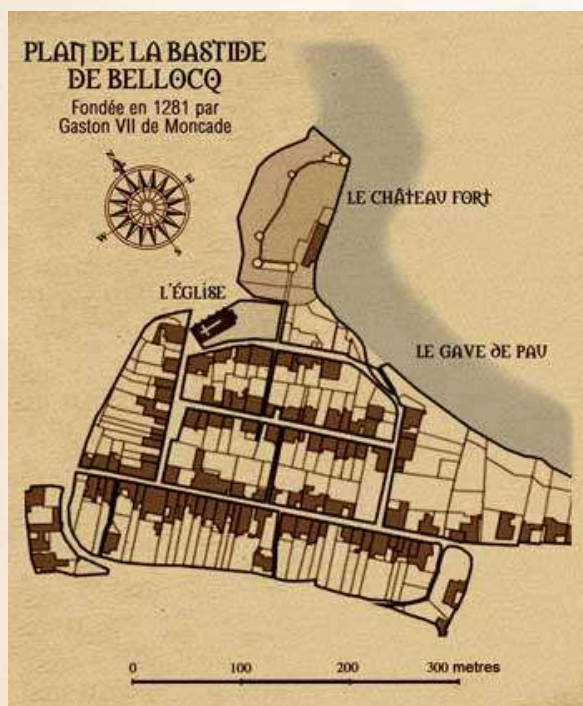 PLAN DE LA BASTIDE
DE BELLOCQ
Fondée en 1281 par
Gaston VII de Moncade
N
E
W
S
LE CHÂTEAU FORT
L'ÉGLISE
LE GAVE DE PAU
0 100 200 300 metres